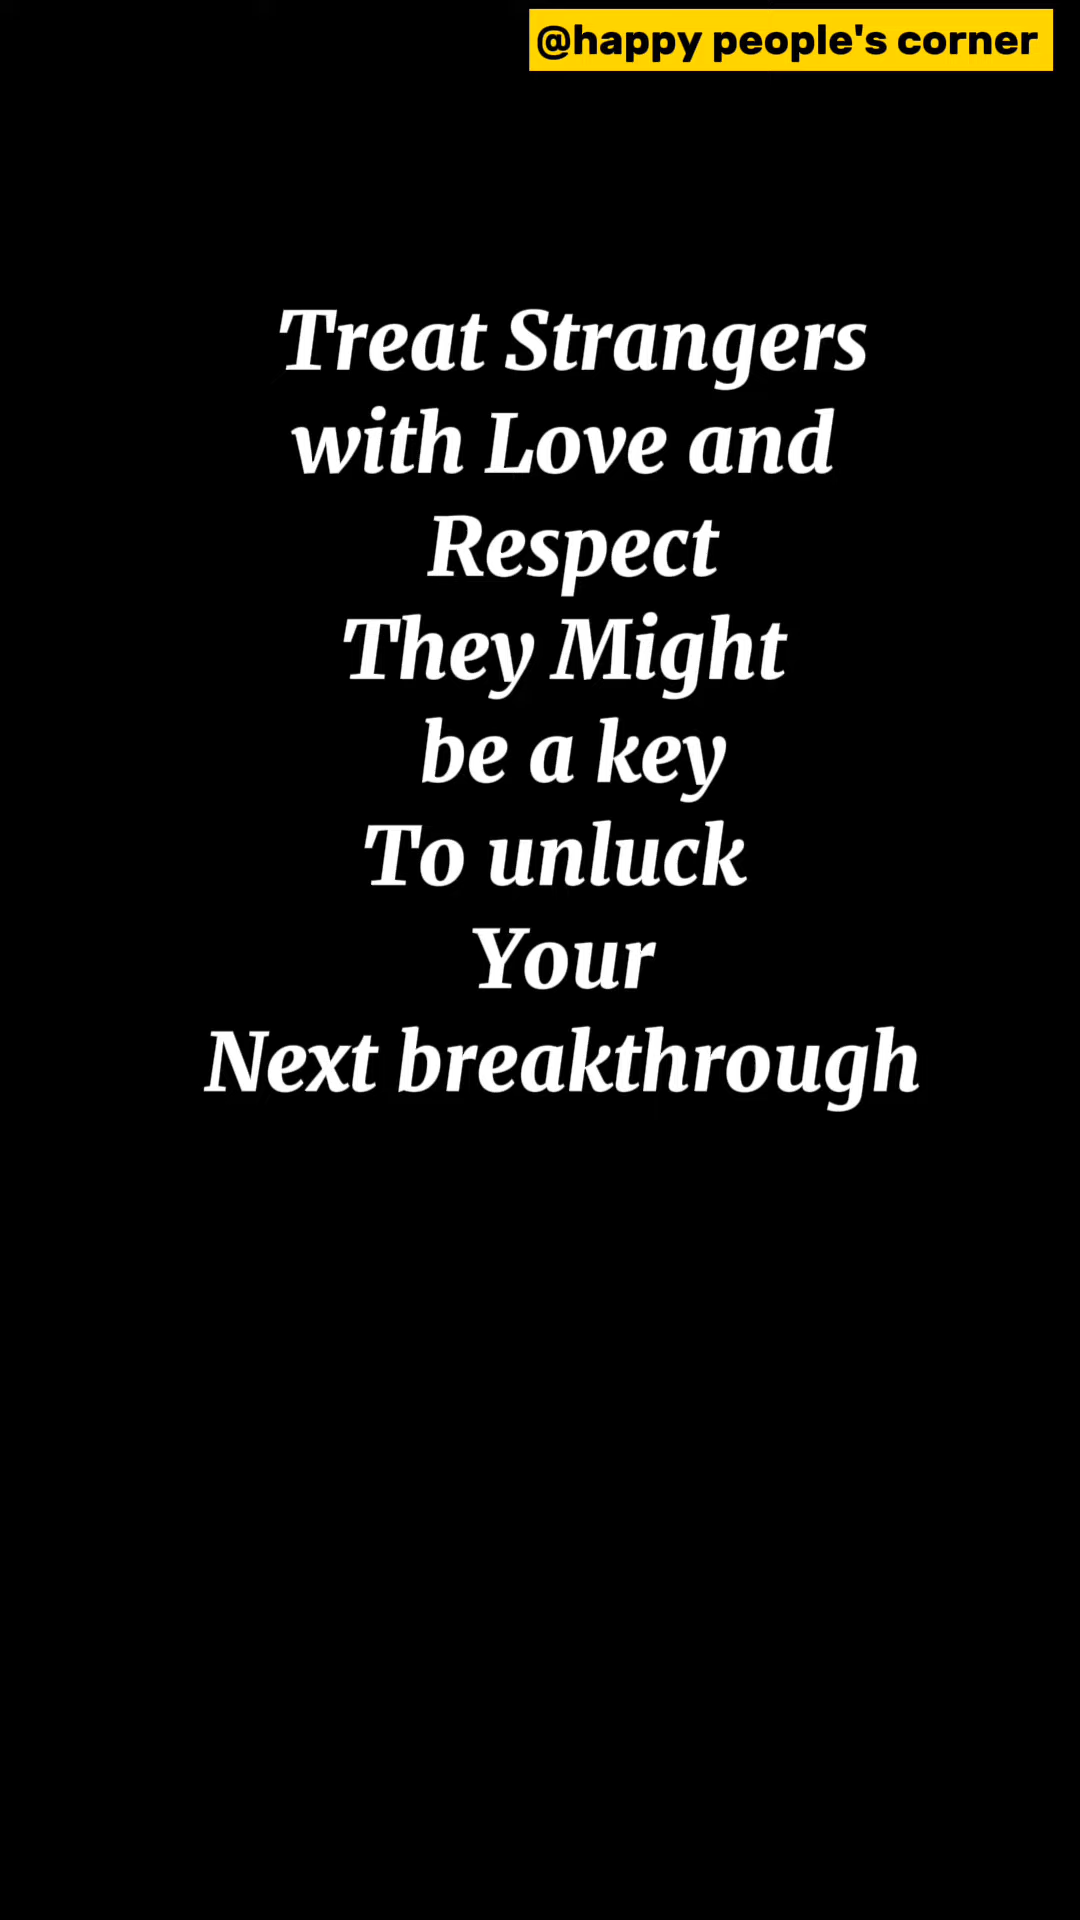 @happy people's corner
Treat Strangers
with Love and
Respect
They Might
be a key
To unluck
Your
Next breakthrough